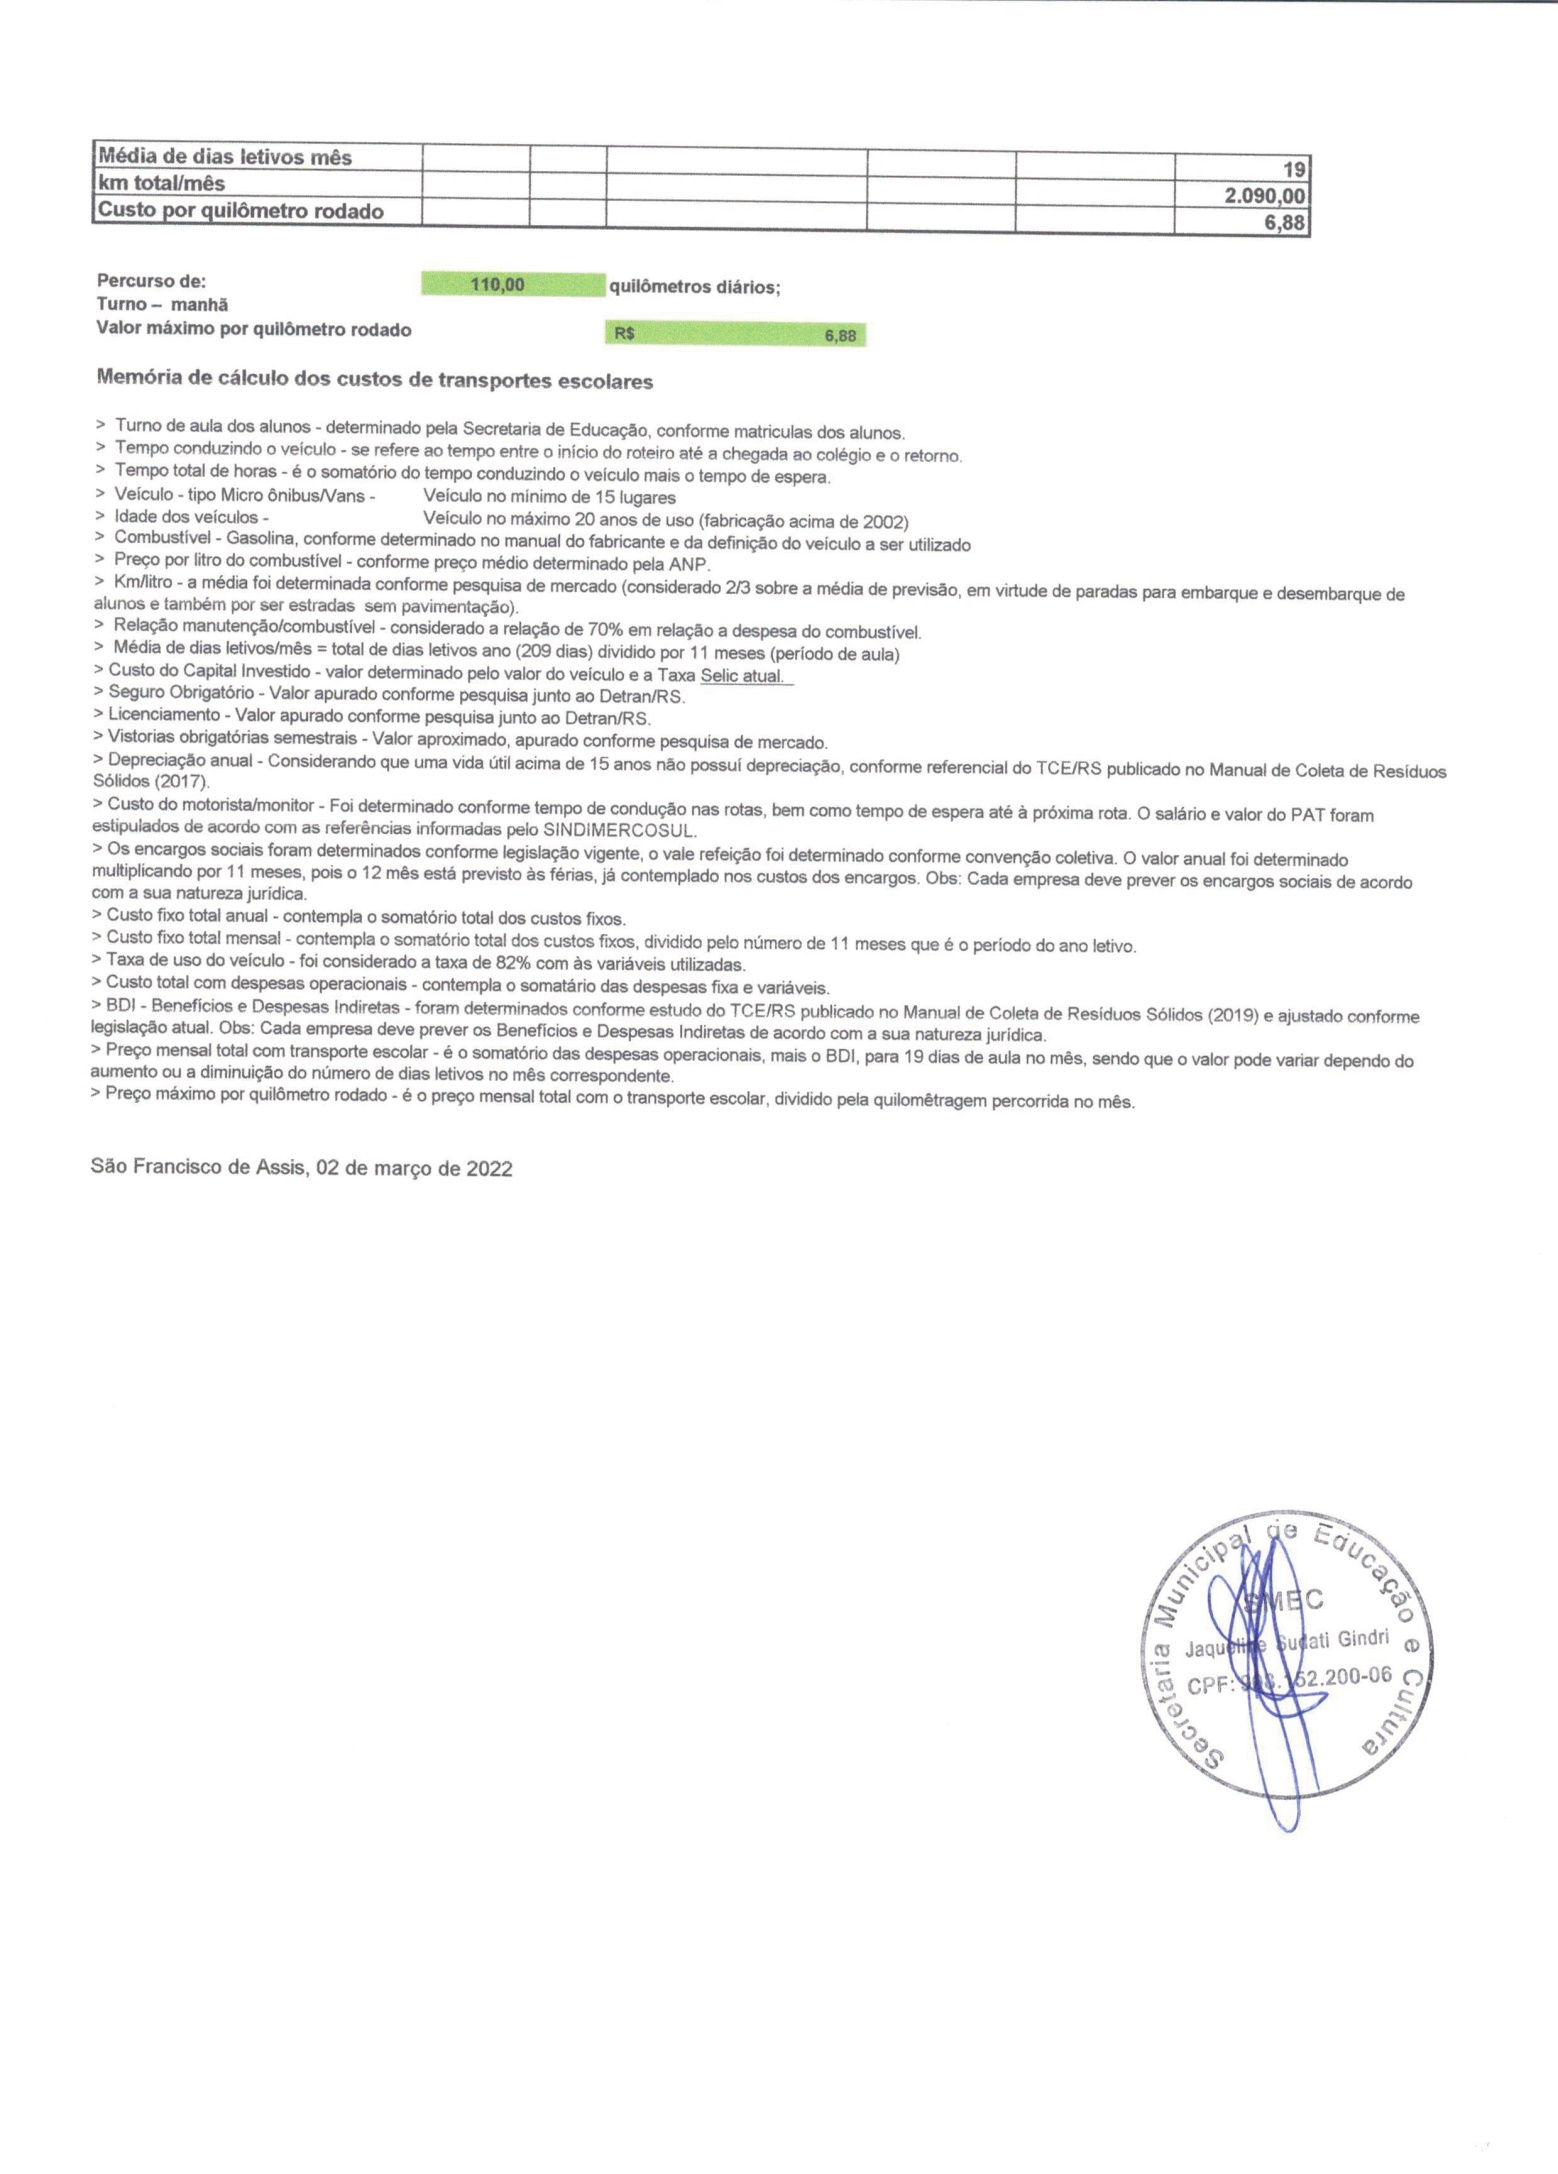 Média de dias letivos mês 19
km total/mês 2.090,00
Custo por quilômetro rodado 6,88
Percurso de: 110,00 quilômetros diários;
Turno – manhã
Valor máximo por quilômetro rodado R$ 6,88
Memória de cálculo dos custos de transportes escolares
> Turno de aula dos alunos - determinado pela Secretaria de Educação, conforme matriculas dos alunos.
> Tempo conduzindo o veículo - se refere ao tempo entre o início do roteiro até a chegada ao colégio e o retorno.
> Tempo total de horas - é o somatório do tempo conduzindo o veículo mais o tempo de espera.
> Veículo - tipo Micro ônibus/Vans - Veículo no mínimo de 15 lugares
> Idade dos veículos - Veículo no máximo 20 anos de uso (fabricação acima de 2002)
> Combustível - Gasolina, conforme determinado no manual do fabricante e da definição do veículo a ser utilizado
> Preço por litro do combustível - conforme preço médio determinado pela ANP.
> Km/litro - a média foi determinada conforme pesquisa de mercado (considerado 2/3 sobre a média de previsão, em virtude de paradas para embarque e desembarque de
alunos e também por ser estradas sem pavimentação).
> Relação manutenção/combustível - considerado a relação de 70% em relação a despesa do combustível.
> Média de dias letivos/mês = total de dias letivos ano (209 dias) dividido por 11 meses (período de aula)
> Custo do Capital Investido - valor determinado pelo valor do veículo e a Taxa Selic atual.
> Seguro Obrigatório - Valor apurado conforme pesquisa junto ao Detran/RS.
> Licenciamento - Valor apurado conforme pesquisa junto ao Detran/RS.
> Vistorias obrigatórias semestrais - Valor aproximado, apurado conforme pesquisa de mercado.
> Depreciação anual - Considerando que uma vida útil acima de 15 anos não possuí depreciação, conforme referencial do TCE/RS publicado no Manual de Coleta de Resíduos
Sólidos (2017).
> Custo do motorista/monitor - Foi determinado conforme tempo de condução nas rotas, bem como tempo de espera até à próxima rota. O salário e valor do PAT foram
estipulados de acordo com as referências informadas pelo SINDIMERCOSUL.
> Os encargos sociais foram determinados conforme legislação vigente, o vale refeição foi determinado conforme convenção coletiva. O valor anual foi determinado
multiplicando por 11 meses, pois o 12 mês está previsto às férias, já contemplado nos custos dos encargos. Obs: Cada empresa deve prever os encargos sociais de acordo
com a sua natureza jurídica.
> Custo fixo total anual - contempla o somatório total dos custos fixos.
> Custo fixo total mensal - contempla o somatório total dos custos fixos, dividido pelo número de 11 meses que é o período do ano letivo.
> Taxa de uso do veículo - foi considerado a taxa de 82% com às variáveis utilizadas.
> Custo total com despesas operacionais - contempla o somatário das despesas fixa e variáveis.
> BDI - Benefícios e Despesas Indiretas - foram determinados conforme estudo do TCE/RS publicado no Manual de Coleta de Resíduos Sólidos (2019) e ajustado conforme
legislação atual. Obs: Cada empresa deve prever os Benefícios e Despesas Indiretas de acordo com a sua natureza jurídica.
> Preço mensal total com transporte escolar - é o somatório das despesas operacionais, mais o BDI, para 19 dias de aula no mês, sendo que o valor pode variar dependo do
aumento ou a diminuição do número de dias letivos no mês correspondente.
> Preço máximo por quilômetro rodado - é o preço mensal total com o transporte escolar, dividido pela quilomêtragem percorrida no mês.
São Francisco de Assis, 02 de março de 2022
Secretaria Municipal de Educação e Cultura
SMEC
Jaqueline Sudati Gindri
CPF: